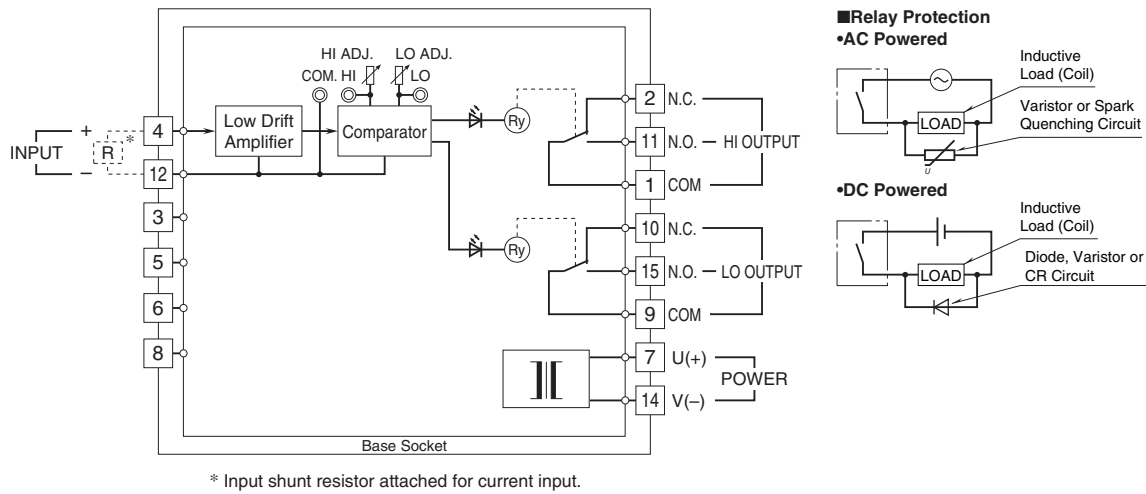 HI ADJ.
LO ADJ.
COM. HI
LO
Low Drift
Amplifier
Comparator
Ry
Ry
INPUT
+
–
R
*
4
12
3
5
6
8
2 N.C.
11 N.O. HI OUTPUT
1 COM
10 N.C.
15 N.O. LO OUTPUT
9 COM
7 U(+)
POWER
14 V(–)
Base Socket
* Input shunt resistor attached for current input.
■Relay Protection
•AC Powered
Inductive
Load (Coil)
LOAD
Varistor or Spark
Quenching Circuit
U
•DC Powered
Inductive
Load (Coil)
LOAD
Diode, Varistor or
CR Circuit